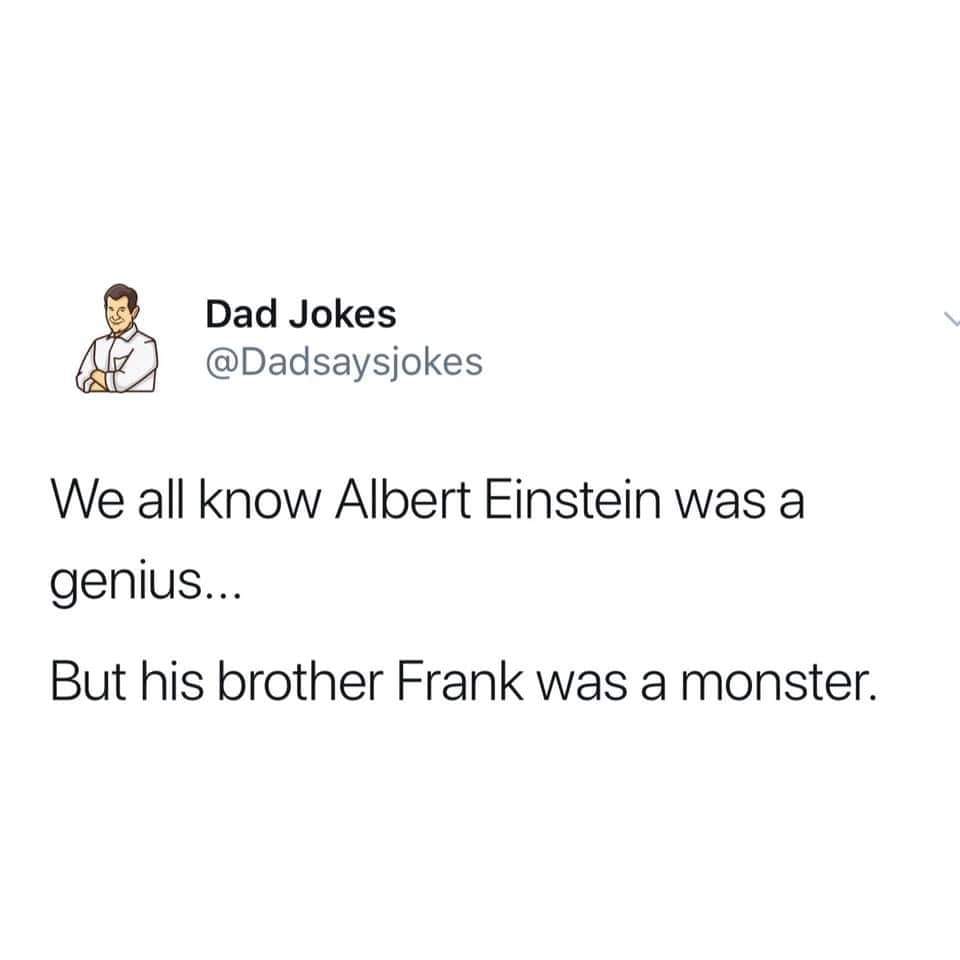 Dad Jokes
@Dadsaysjokes
We all know Albert Einstein was a
genius...
But his brother Frank was a monster.